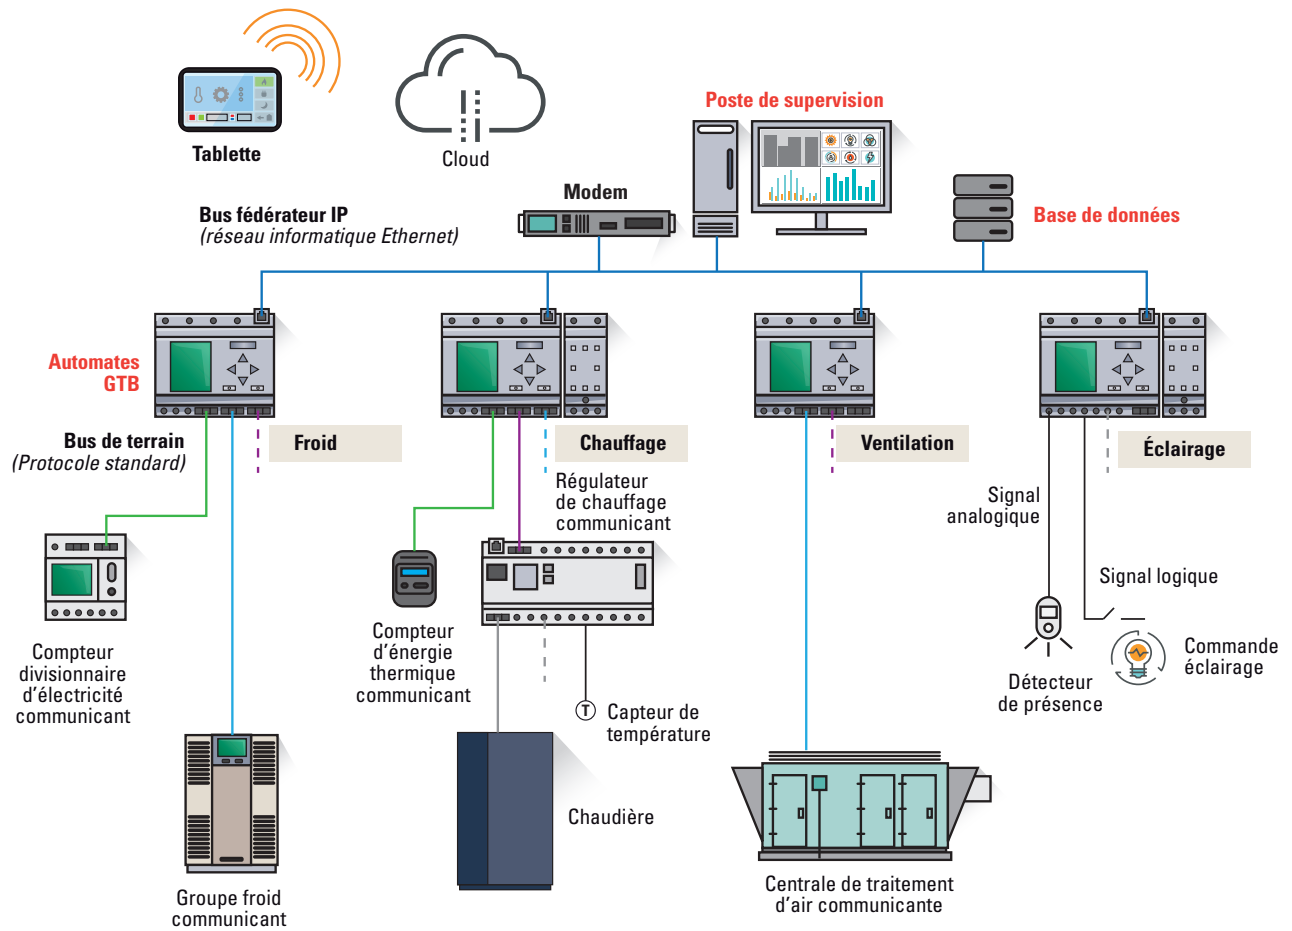 Tablette
Cloud
Poste de supervision
Modem
Bus fédérateur IP
(réseau informatique Ethernet)
Base de données
Automates
GTB
Bus de terrain
(Protocole standard)
Froid
Chauffage
Ventilation
Éclairage
Régulateur
de chauffage
communicant
Signal
analogique
Signal logique
Compteur
divisionnaire
d'électricité
communicant
Compteur
d'énergie
thermique
communicant
T
Capteur de
température
Détecteur
de présence
Commande
éclairage
Chaudière
Groupe froid
communicant
Centrale de traitement
d'air communicante